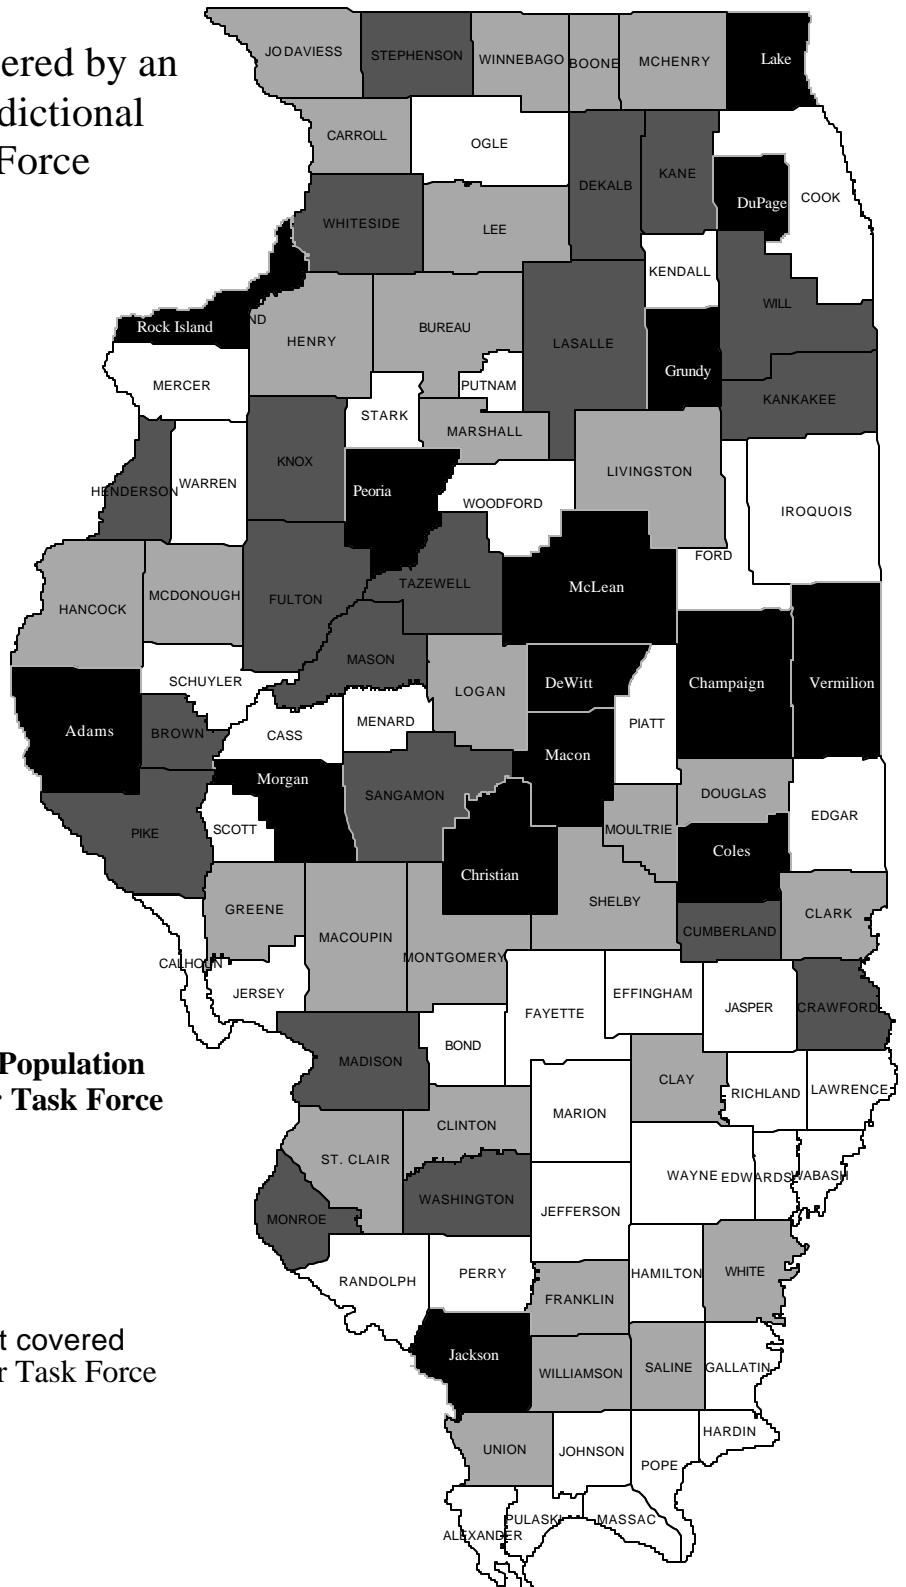 ered by an
dictional
Force
JO DAVIESS
STEPHENSON
WINNEBAGO
BOONE
MCHENRY
Lake
CARROLL
OGLE
DEKALB
KANE
DuPage
COOK
WHITESIDE
LEE
KENDALL
WILL
Rock Island
ND
HENRY
BUREAU
LASALLE
Grundy
MERCER
PUTNAM
KANKAKEE
STARK
MARSHALL
KNOX
LIVINGSTON
HENDERSON
WARREN
Peoria
WOODFORD
IROQUOIS
FORD
HANCOCK
MCDONOUGH
FULTON
TAZEWELL
McLean
MASON
SCHUYLER
LOGAN
DeWitt
Champaign
Vermilion
Adams
BROWN
CASS
MENARD
PIATT
Macon
Morgan
SANGAMON
DOUGLAS
PIKE
SCOTT
MOULTRIE
EDGAR
Coles
Christian
GREENE
SHELBY
CLARK
MACOUPIN
CUMBERLAND
CALHOUN
MONTGOMERY
JERSEY
FAYETTE
EFFINGHAM
JASPER
CRAWFORD
BOND
Population
MADISON
CLAY
Task Force
RICHLAND
LAWRENCE
MARION
CLINTON
ST. CLAIR
WAYNE
EDWARDS
WABASH
WASHINGTON
JEFFERSON
MONROE
RANDOLPH
PERRY
HAMILTON
WHITE
FRANKLIN
t covered
r Task Force
Jackson
WILLIAMSON
SALINE
GALLATIN
UNION
JOHNSON
HARDIN
POPE
ALEXANDER
PULASKI
MASSAC